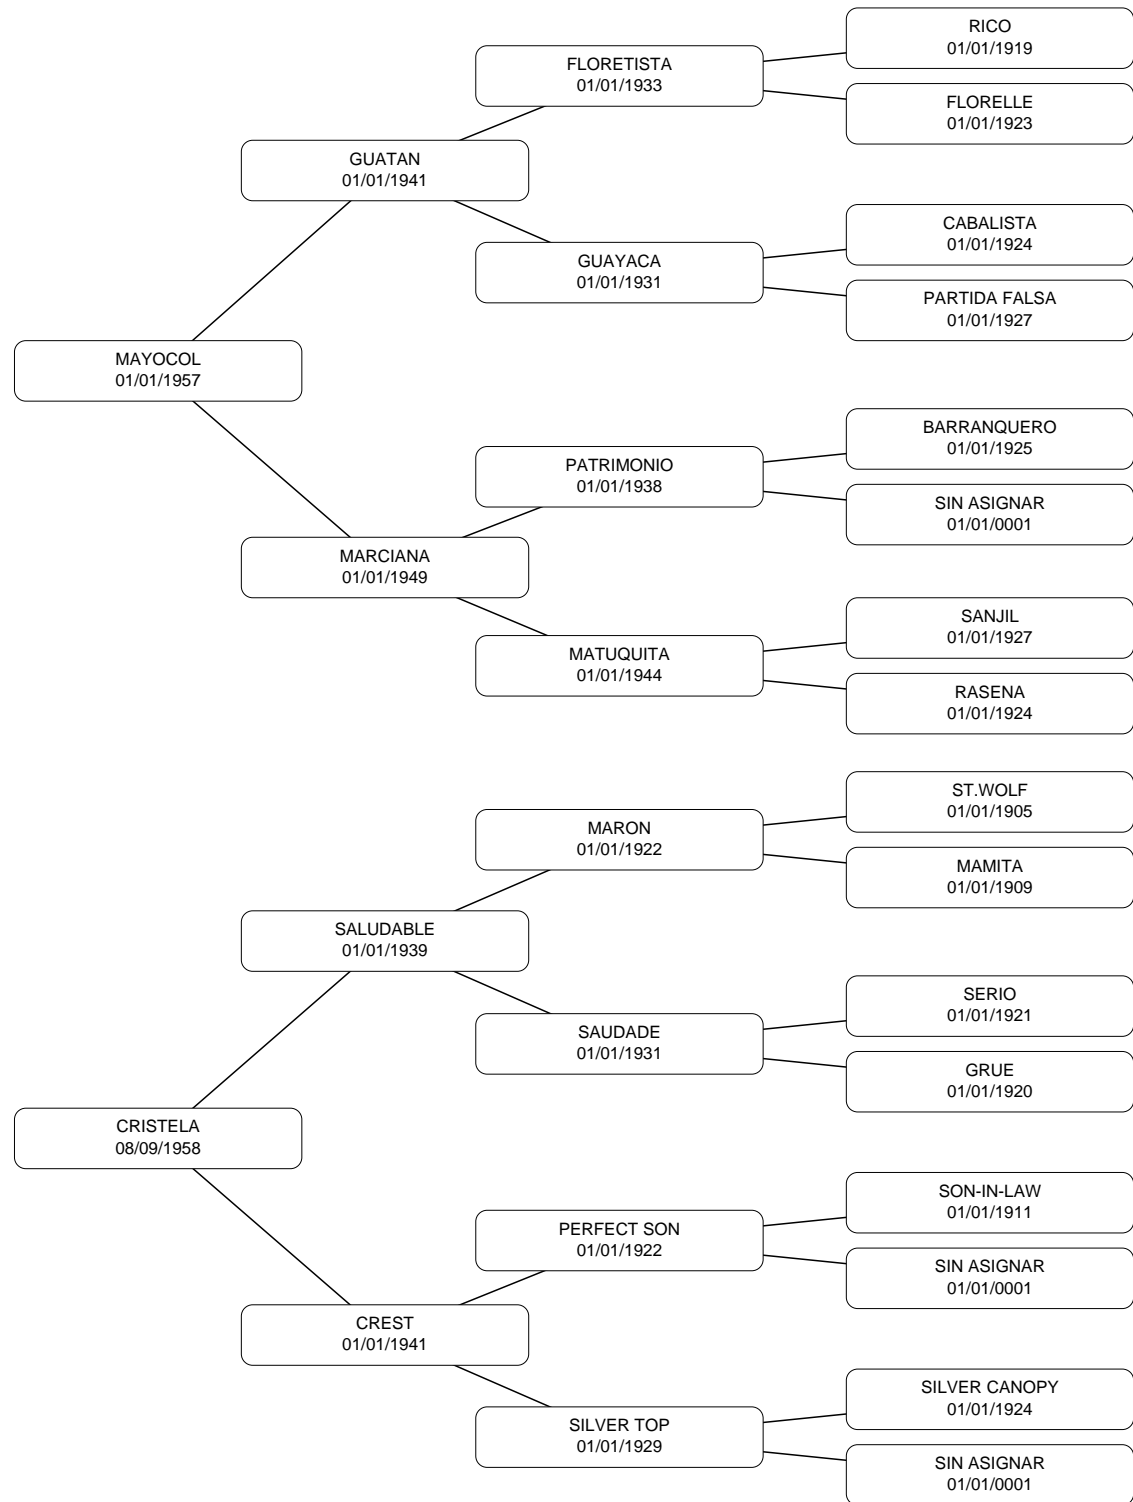 RICO
01/01/1919
FLORETISTA
01/01/1933
FLORELLE
01/01/1923
GUATAN
01/01/1941
CABALISTA
01/01/1924
GUAYACA
01/01/1931
PARTIDA FALSA
01/01/1927
MAYOCOL
01/01/1957
BARRANQUERO
01/01/1925
PATRIMONIO
01/01/1938
SIN ASIGNAR
01/01/0001
MARCIANA
01/01/1949
SANJIL
01/01/1927
MATUQUITA
01/01/1944
RASENA
01/01/1924
ST.WOLF
01/01/1905
MARON
01/01/1922
MAMITA
01/01/1909
SALUDABLE
01/01/1939
SERIO
01/01/1921
SAUDADE
01/01/1931
GRUE
01/01/1920
CRISTELA
08/09/1958
SON-IN-LAW
01/01/1911
PERFECT SON
01/01/1922
SIN ASIGNAR
01/01/0001
CREST
01/01/1941
SILVER CANOPY
01/01/1924
SILVER TOP
01/01/1929
SIN ASIGNAR
01/01/0001